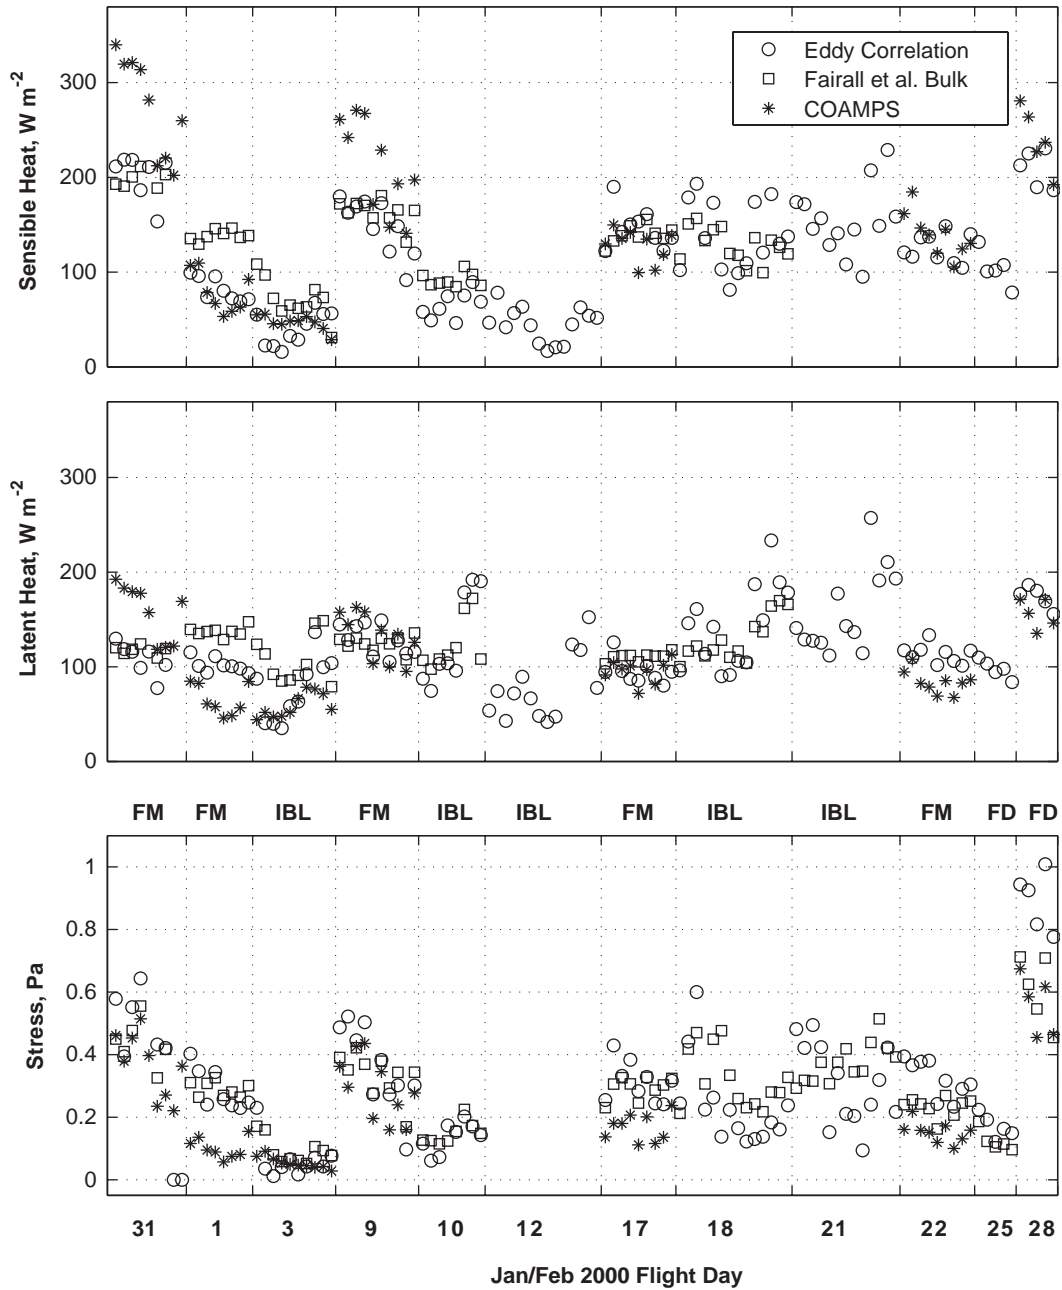 Eddy Correlation
Fairall et al. Bulk
COAMPS
Sensible Heat, W m-2
300
200
100
0
Latent Heat, W m-2
300
200
100
0
FM FM IBL FM IBL IBL FM IBL IBL FM FD FD
Stress, Pa
1
0.8
0.6
0.4
0.2
0
31 1 3 9 10 12 17 18 21 22 25 28
Jan/Feb 2000 Flight Day